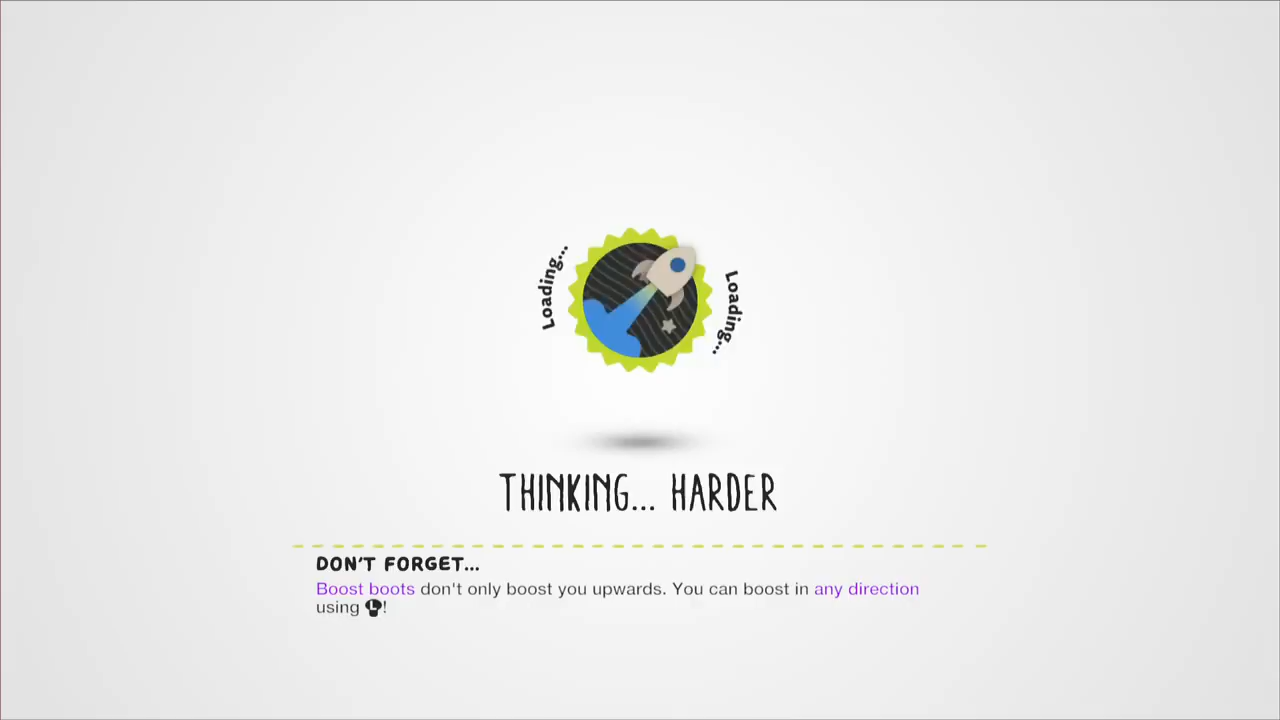 Loading...
Loading...
THINKING... HARDER
DON'T FORGET...
Boost boots don't only boost you upwards. You can boost in any direction
using L!